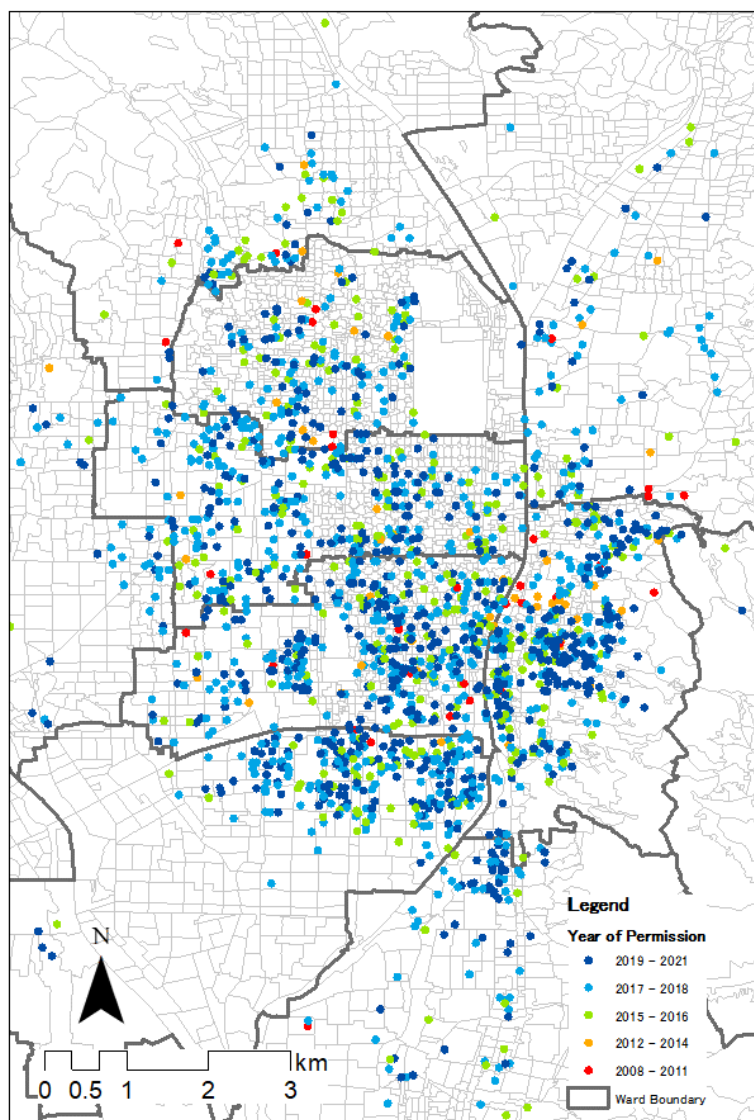 Legend
Year of Permission
2019 - 2021
2017 - 2018
2015 - 2016
2012 - 2014
2008 - 2011
Ward Boundary
N
km
0 0.5 1 2 3